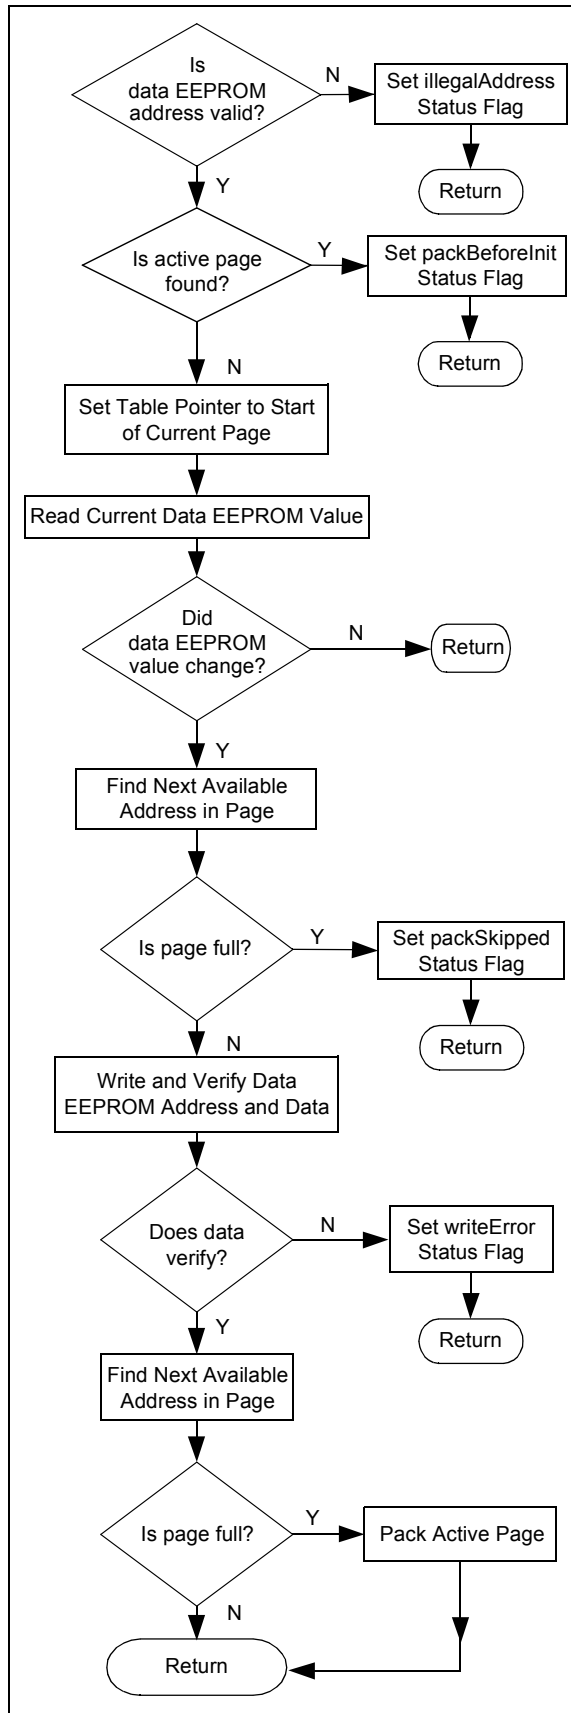 Is
data EEPROM
address valid?
N
Set illegalAddress
Status Flag
Return
Y
Is active page
found?
Y
Set packBeforeInit
Status Flag
Return
N
Set Table Pointer to Start
of Current Page
Read Current Data EEPROM Value
Did
data EEPROM
value change?
N
Return
Y
Find Next Available
Address in Page
Is page full?
Y
Set packSkipped
Status Flag
Return
N
Write and Verify Data
EEPROM Address and Data
Does data
verify?
N
Set writeError
Status Flag
Return
Y
Find Next Available
Address in Page
Is page full?
Y
Pack Active Page
N
Return